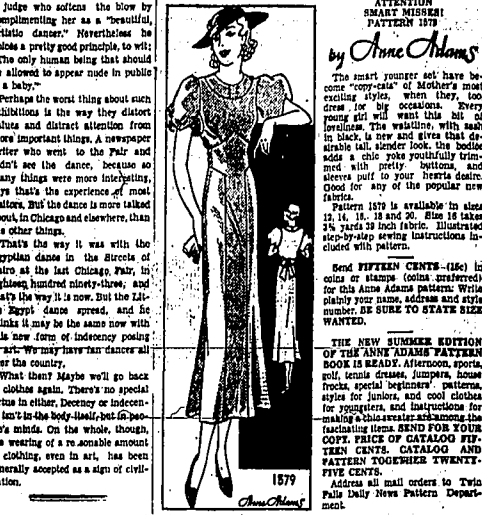 judge who softens the blow by
complimenting her as a "beautiful,
artistic dancer." Nevertheless he
voices a pretty good principle, to wit;
The only human being that should
allowed to appear nude in public
a baby."
Perhaps the worst thing about such
exhibitions is the way they distort
values and distract attention from
more important things. A newspaper
writer who went to the Fair and
didn't see the dance, because so
many things were more interesting,
says that's the experience of most
visitors. But the dance is more talked
about, in Chicago and elsewhere, than
other things.
That's the way it was with the
Egyptian dance in the Streets of
Cairo at the last Chicago Fair, in
eighteen hundred ninety-three; and
that's the way it is now. But the Lit-
Egypt dance spread, and he
thinks it may be the same now with
this new form of indecency posing
art. We may have fan dances all
over the country.
What then? Maybe we'll go back
clothes again. There's no special
virtue in either. Decency or indecen-
isn't in the body itself, but in peo-
ple's minds. On the whole, though,
wearing of a reasonable amount
clothing, even in art, has been
generally accepted as a sign of civil-
ization.
1579
Anne Adams
ATTENTION
SMART MISSES!
PATTERN 1579
by Anne Adams
The smart younger set have be-
come "copy-cats" of Mother's most
exciting styles, when they, too
dress for big occasions. Every
young girl will want this bit of
loveliness. The waistline, with sash
in back, is new and gives that de-
sirable tall, slender look, the bodice
adds a chic yoke youthfully trim-
med with pretty buttons, and
sleeves puff to your hearts desire.
Good for any of the popular new
fabrics.
Pattern 1579 is available in sizes
12, 14, 16, 18 and 20. Size 16 takes
3⅜ yards 39 inch fabric. Illustrated
step-by-step sewing instructions in-
cluded with pattern.
Send FIFTEEN CENTS (15c) in
coins or stamps (coins preferred)
for this Anne Adams pattern. Write
plainly your name, address and style
number. BE SURE TO STATE SIZE
WANTED.
THE NEW SUMMER EDITION
OF THE ANNE ADAMS PATTERN
BOOK IS READY. Afternoon, sports,
golf, tennis dresses, jumpers, house
frocks, special beginners' patterns,
styles for juniors, and cool clothes
for youngsters, and instructions for
making a chic sweater are among the
fascinating items. SEND FOR YOUR
COPY. PRICE OF CATALOG FIF-
TEEN CENTS. CATALOG AND
PATTERN TOGETHER TWENTY-
FIVE CENTS.
Address all mail orders to Twin
Falls Daily News Pattern Depart-
ment.